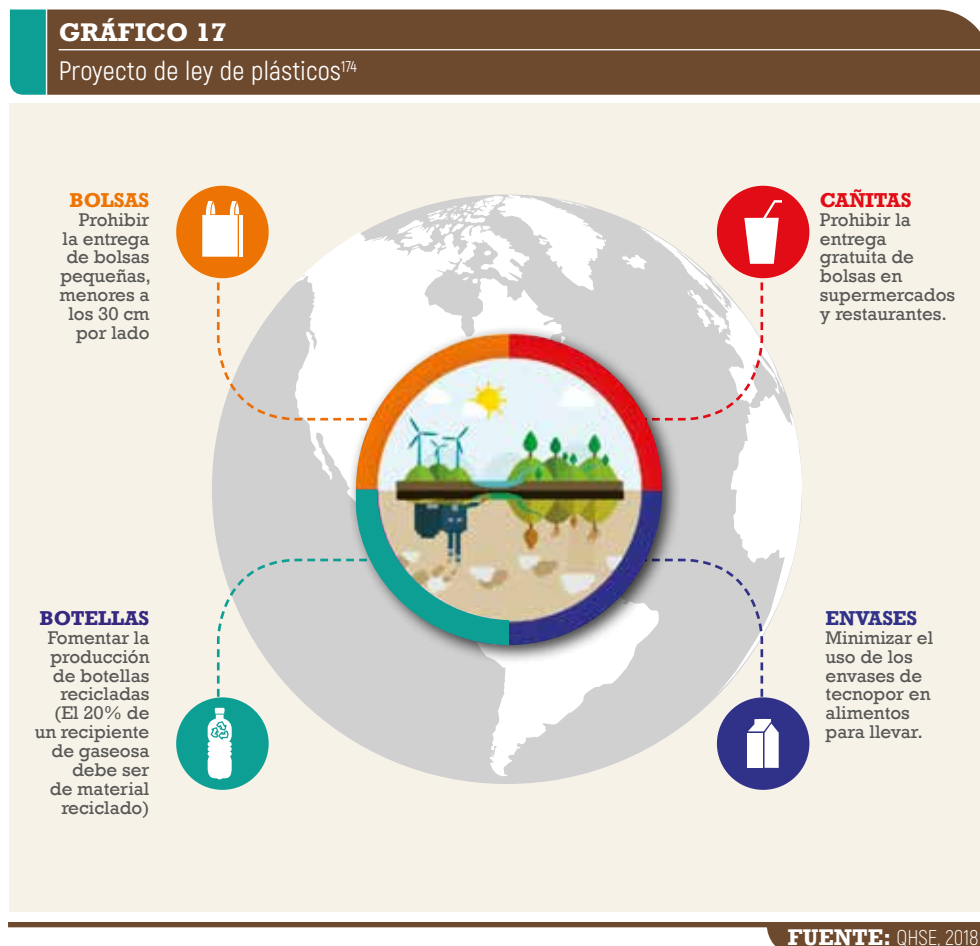 GRÁFICO 17
Proyecto de ley de plásticos174
BOLSAS
Prohibir
la entrega
de bolsas
pequeñas,
menores a
los 30 cm
por lado
CAÑITAS
Prohibir la
entrega
gratuita de
bolsas en
supermercados
y restaurantes.
BOTELLAS
Fomentar la
producción
de botellas
recicladas
(El 20% de
un recipiente
de gaseosa
debe ser
de material
reciclado)
ENVASES
Minimizar el
uso de los
envases de
tecnopor en
alimentos
para llevar.
FUENTE: QHSE, 2018